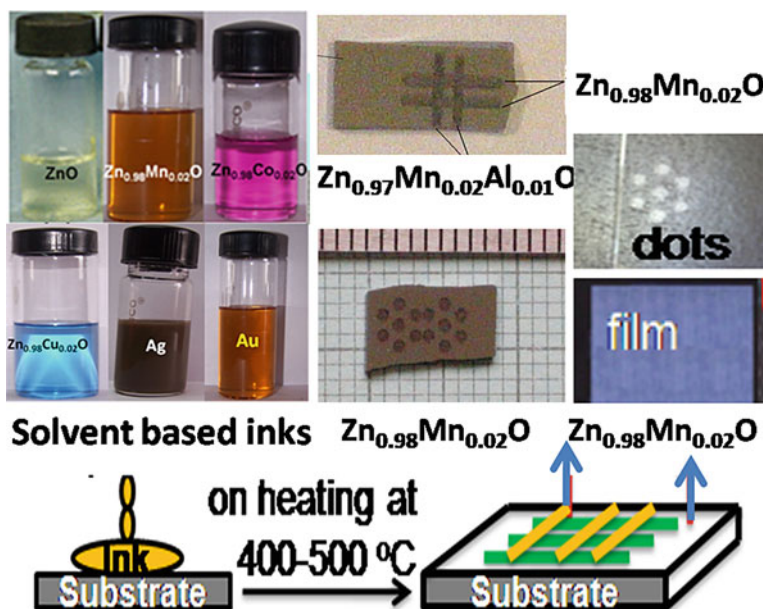 ZnO
Zn₀.₉₈Mn₀.₀₂O
Zn₀.₉₈Co₀.₀₂O
Zn₀.₉₈Cu₀.₀₂O
Ag
Au
Solvent based inks
Zn₀.₉₈Mn₀.₀₂O
Zn₀.₉₇Mn₀.₀₂Al₀.₀₁O
dots
film
Zn₀.₉₈Mn₀.₀₂O
Zn₀.₉₈Mn₀.₀₂O
Ink
Substrate
on heating at
400-500 ⁰C
Substrate